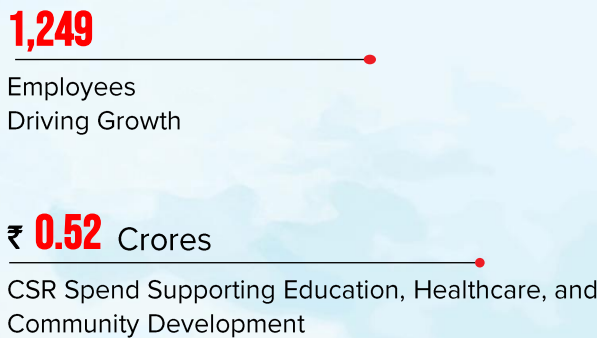 1,249
Employees
Driving Growth
₹ 0.52 Crores
CSR Spend Supporting Education, Healthcare, and
Community Development